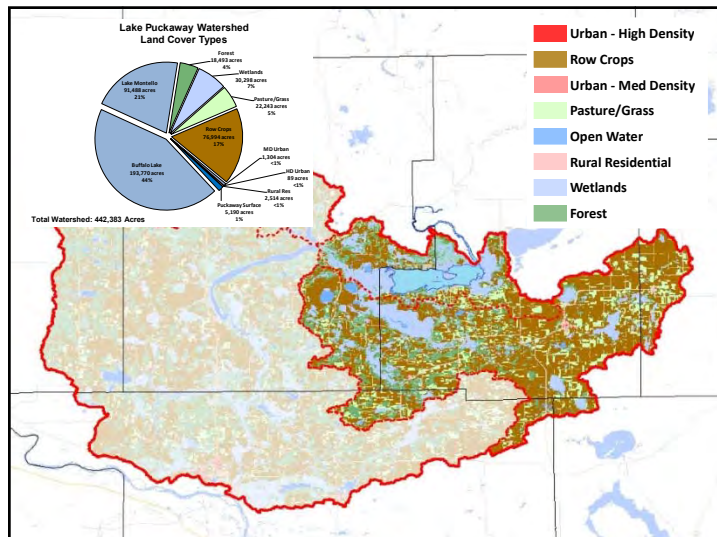 Lake Puckaway Watershed
Land Cover Types
Forest
18,493 acres
4%
Wetlands
30,298 acres
7%
Pasture/Grass
22,243 acres
5%
Row Crops
76,994 acres
17%
MD Urban
1,304 acres
<1%
HD Urban
89 acres
<1%
Rural Res
2,514 acres
<1%
Puckaway Surface
5,190 acres
1%
Buffalo Lake
193,770 acres
44%
Lake Montello
91,488 acres
21%
Total Watershed: 442,383 Acres
Urban - High Density
Row Crops
Urban - Med Density
Pasture/Grass
Open Water
Rural Residential
Wetlands
Forest